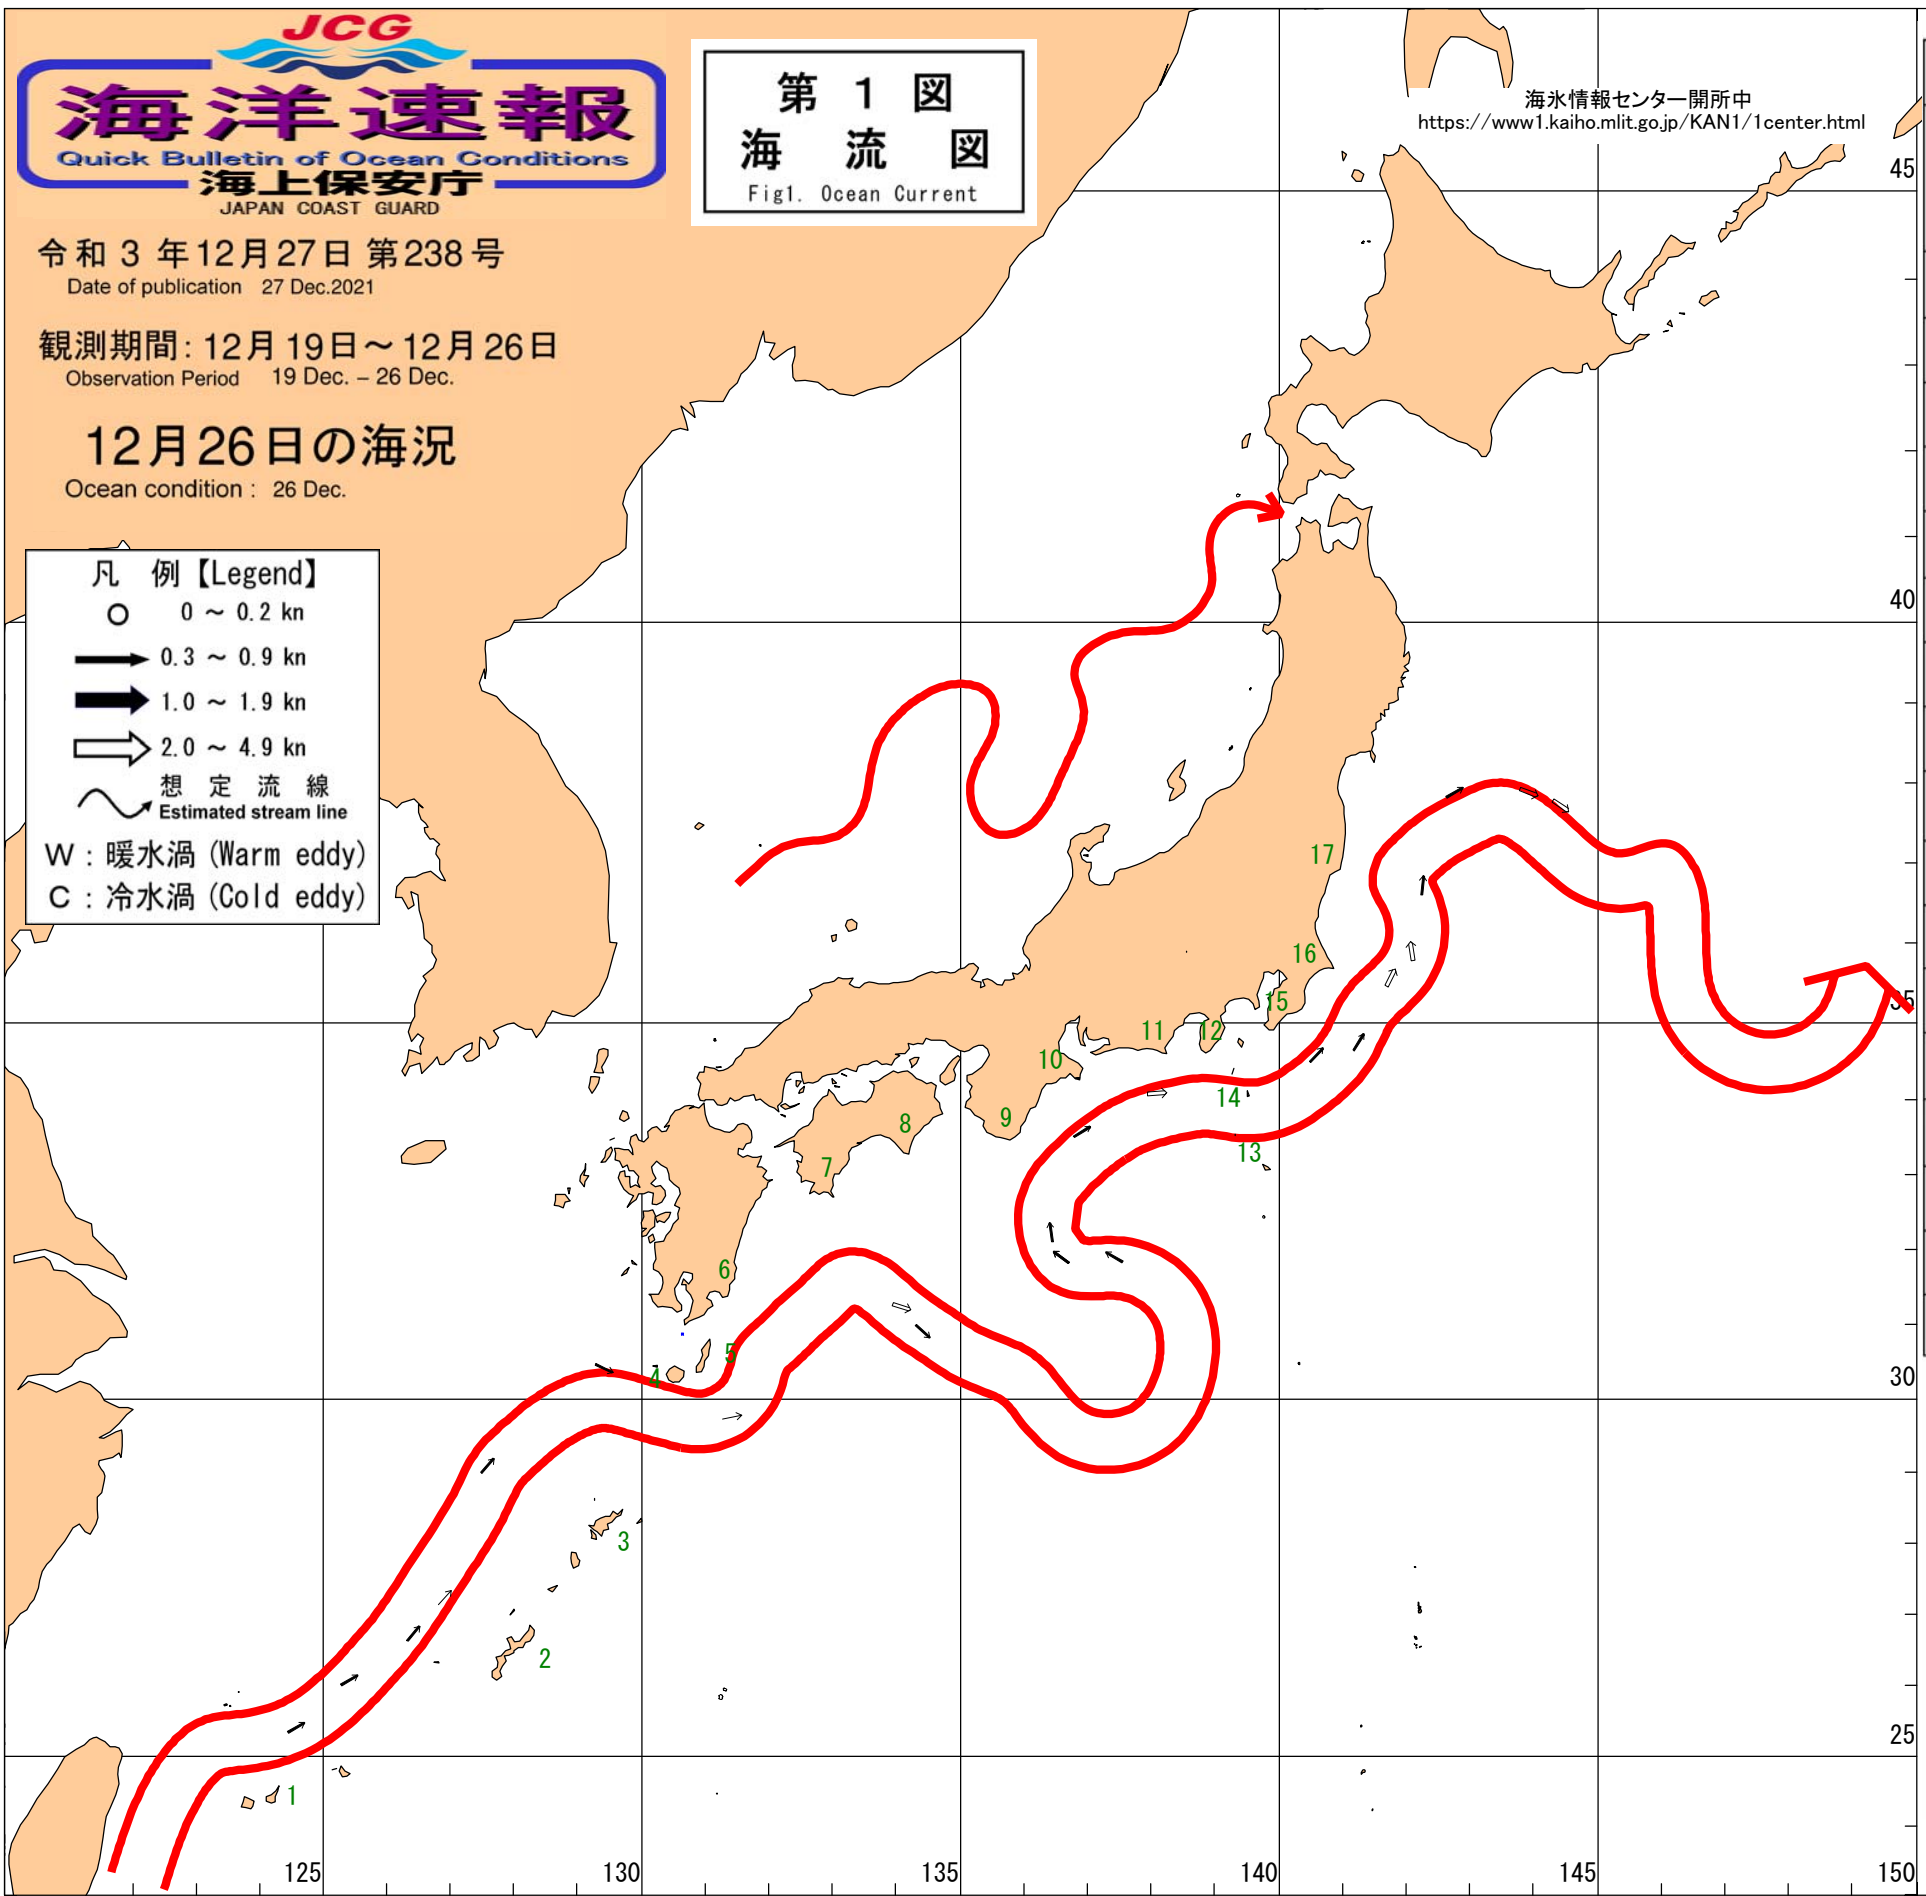 JCG
海洋速報
Quick Bulletin of Ocean Conditions
海上保安庁
JAPAN COAST GUARD
第 1 図
海 流 図
Fig1. Ocean Current
海氷情報センター開所中
https://www1.kaiho.mlit.go.jp/KAN1/1center.html
令和 3 年12月27日 第238号
Date of publication 27 Dec.2021
観測期間: 12月19日～12月26日
Observation Period 19 Dec. – 26 Dec.
12月26日の海況
Ocean condition : 26 Dec.
凡 例【Legend】
0 ～ 0.2 kn
0.3 ～ 0.9 kn
1.0 ～ 1.9 kn
2.0 ～ 4.9 kn
想 定 流 線
Estimated stream line
W : 暖水渦 (Warm eddy)
C : 冷水渦 (Cold eddy)
45
40
35
30
25
17
16
15
12
11
10
14
9
8
13
7
6
5
4
3
2
1
125
130
135
140
145
150